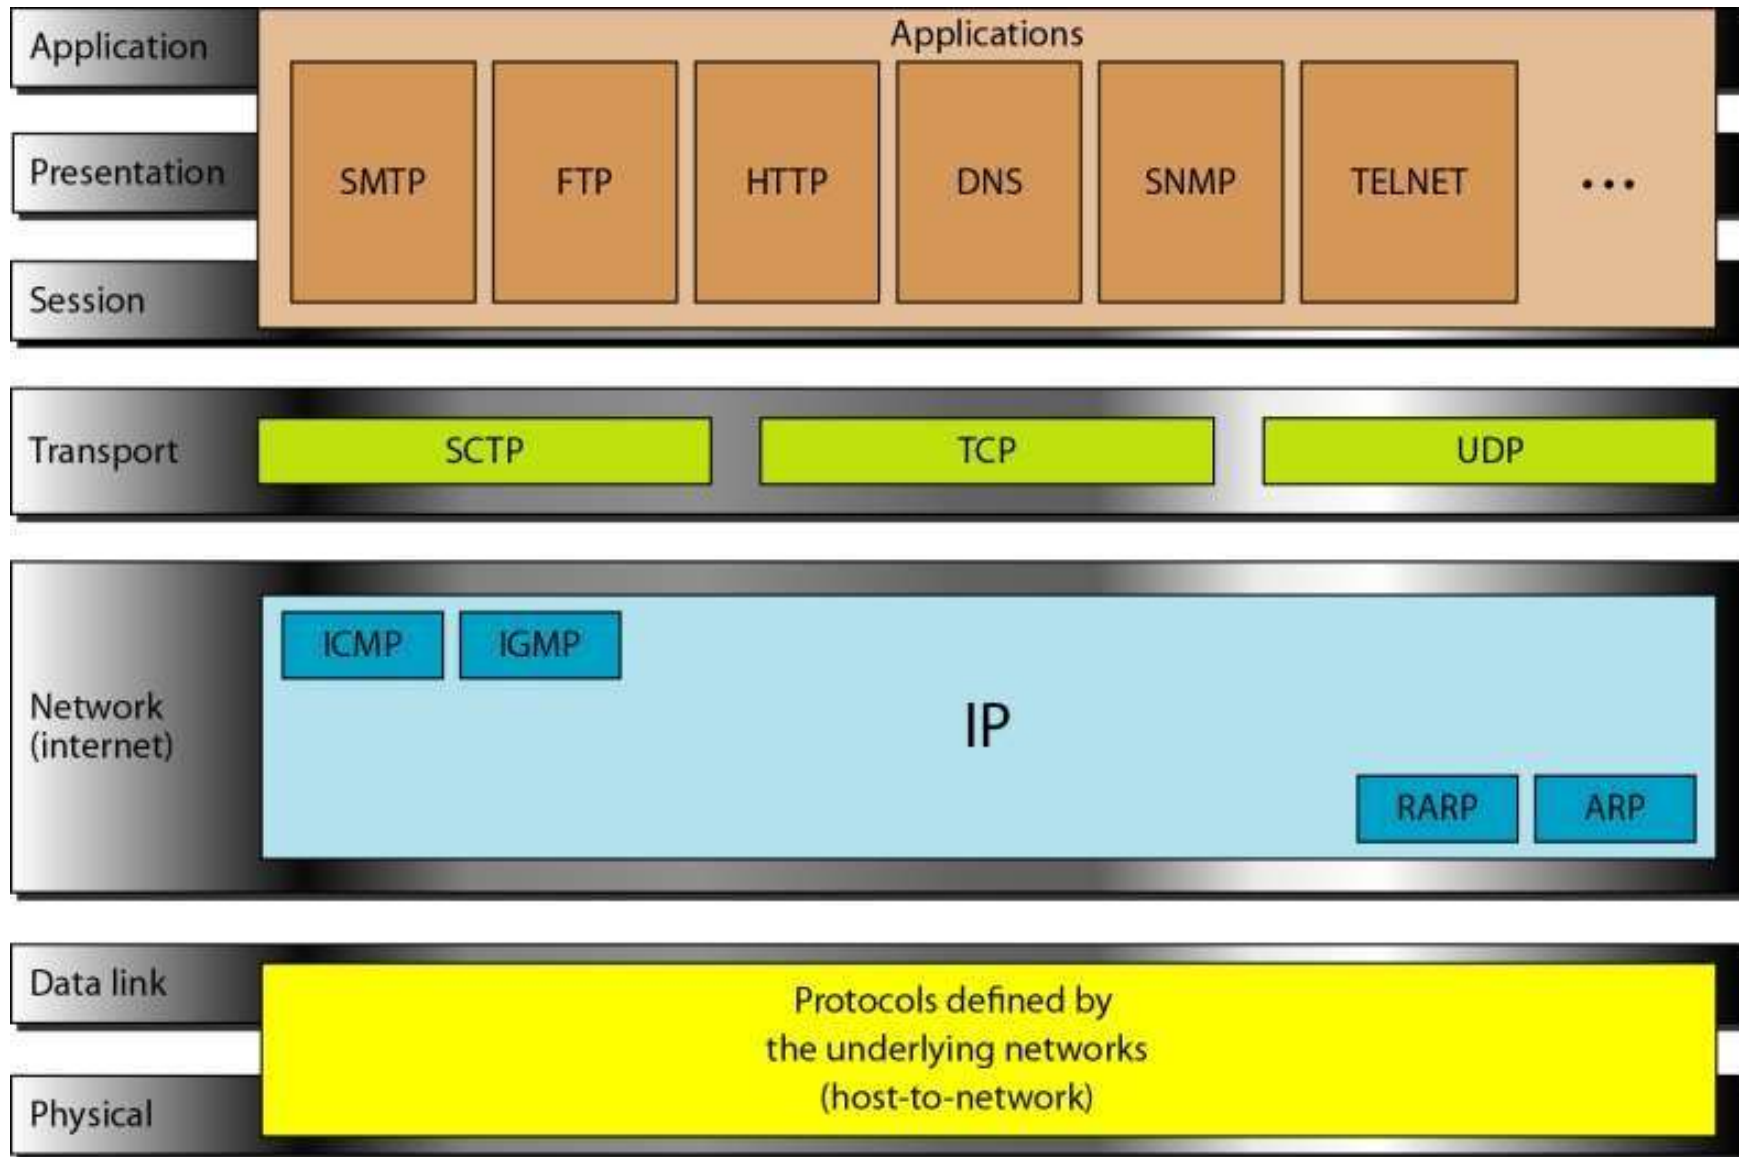 Application
Applications
Presentation
SMTP
FTP
HTTP
DNS
SNMP
TELNET
...
Session
Transport
SCTP
TCP
UDP
Network
(internet)
ICMP
IGMP
IP
RARP
ARP
Data link
Protocols defined by
the underlying networks
(host-to-network)
Physical